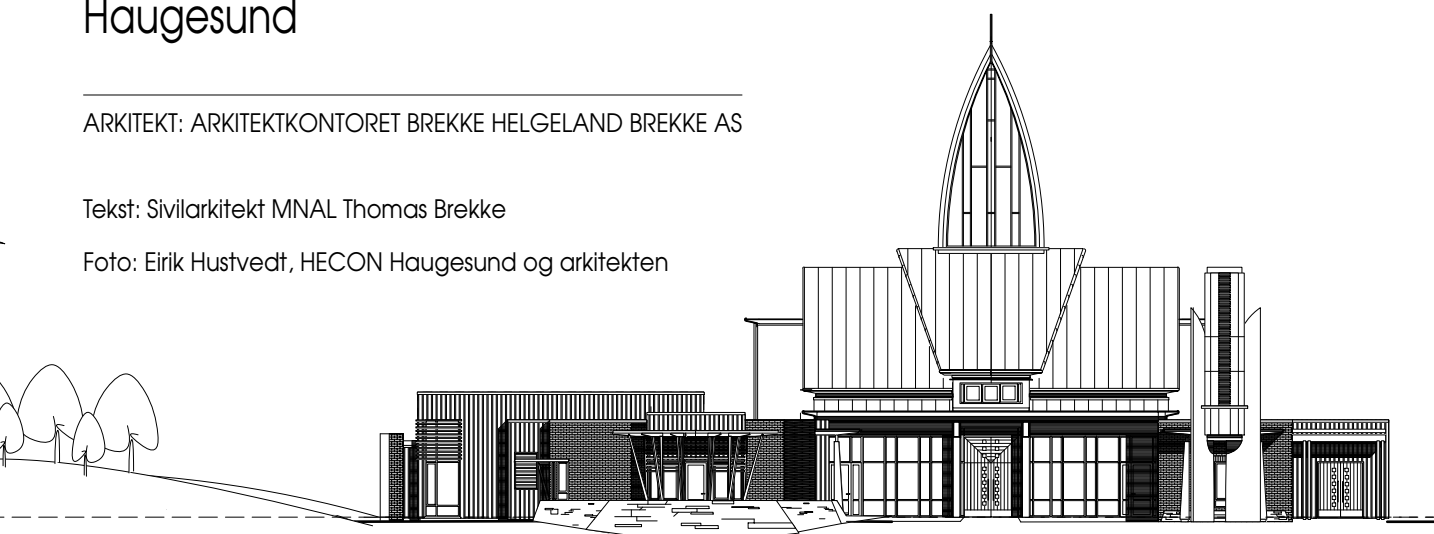 Haugesund
ARKITEKT: ARKITEKTKONTORET BREKKE HELGELAND BREKKE AS
Tekst: Sivilarkitekt MNAL Thomas Brekke
Foto: Eirik Hustvedt, HECON Haugesund og arkitekten